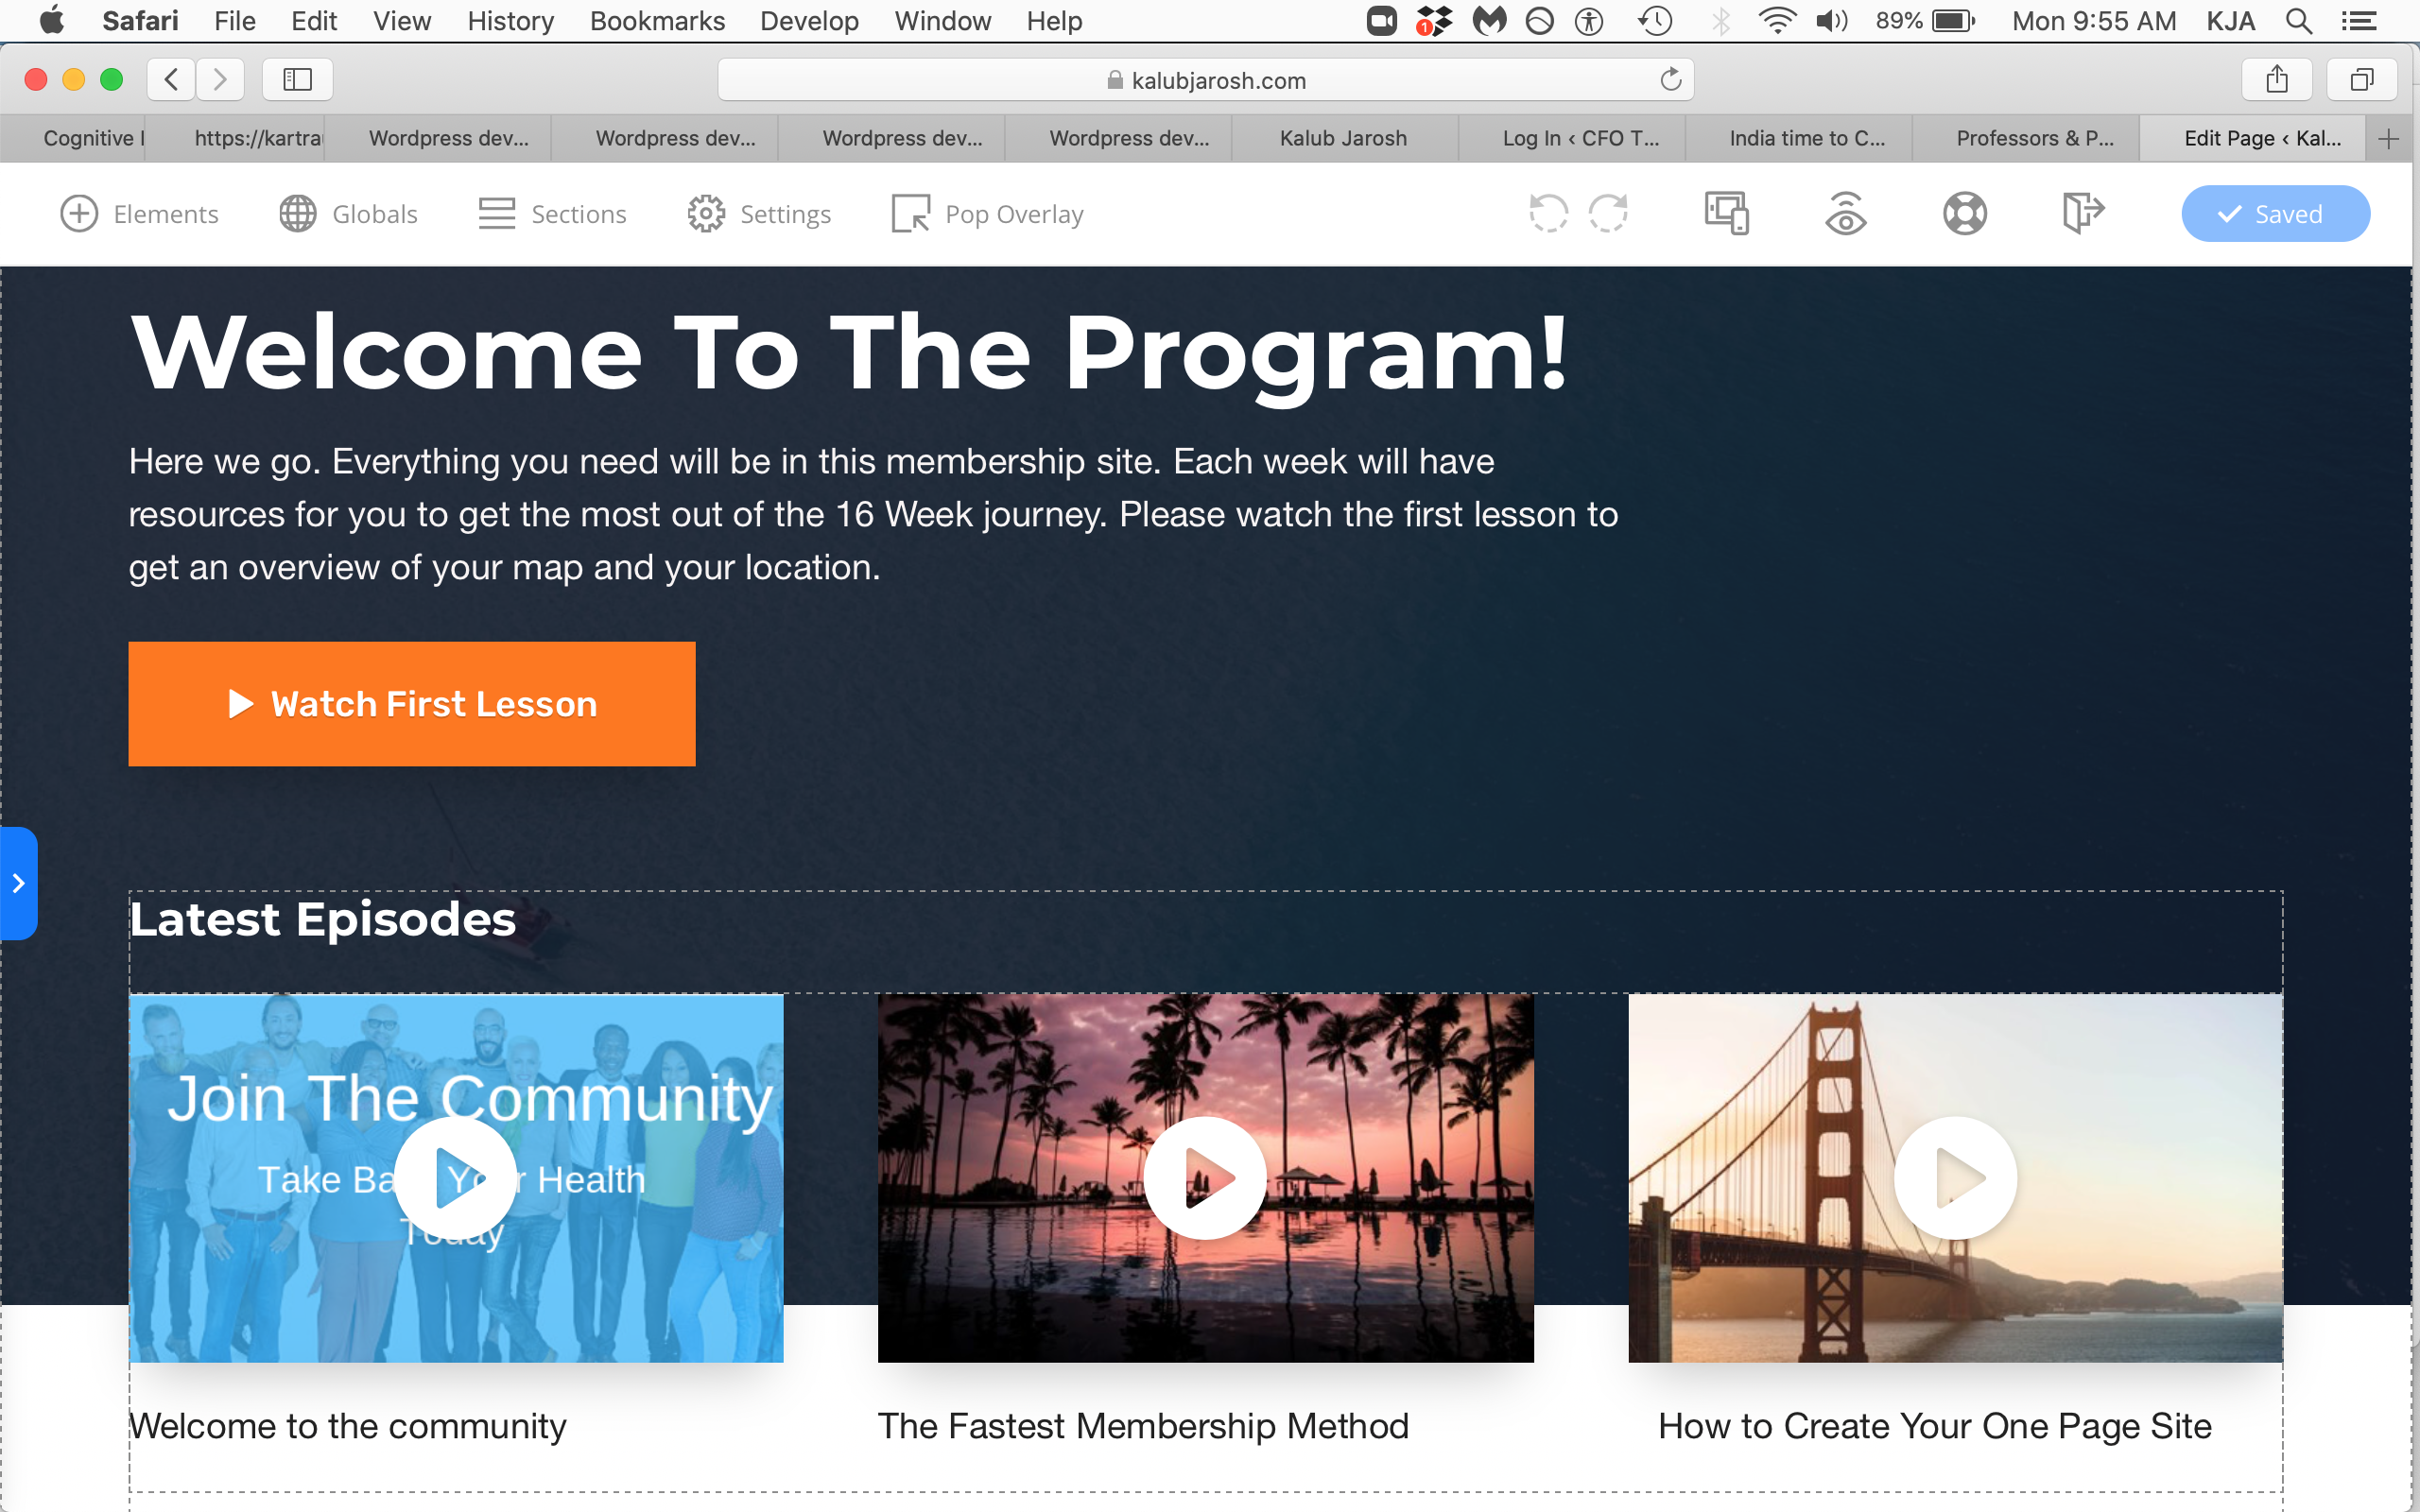 Safari File Edit View History Bookmarks Develop Window Help 1 89% Mon 9:55 AM KJA
kalubjarosh.com
Cognitive I https://kartra Wordpress dev... Wordpress dev... Wordpress dev... Wordpress dev... Kalub Jarosh Log In ‹ CFO T... India time to C... Professors & P... Edit Page ‹ Kal...
Elements Globals Sections Settings Pop Overlay Saved
Welcome To The Program!
Here we go. Everything you need will be in this membership site. Each week will have
resources for you to get the most out of the 16 Week journey. Please watch the first lesson to
get an overview of your map and your location.
Watch First Lesson
Latest Episodes
Join The Community
Take Back Your Health
Today
Welcome to the community
The Fastest Membership Method
How to Create Your One Page Site